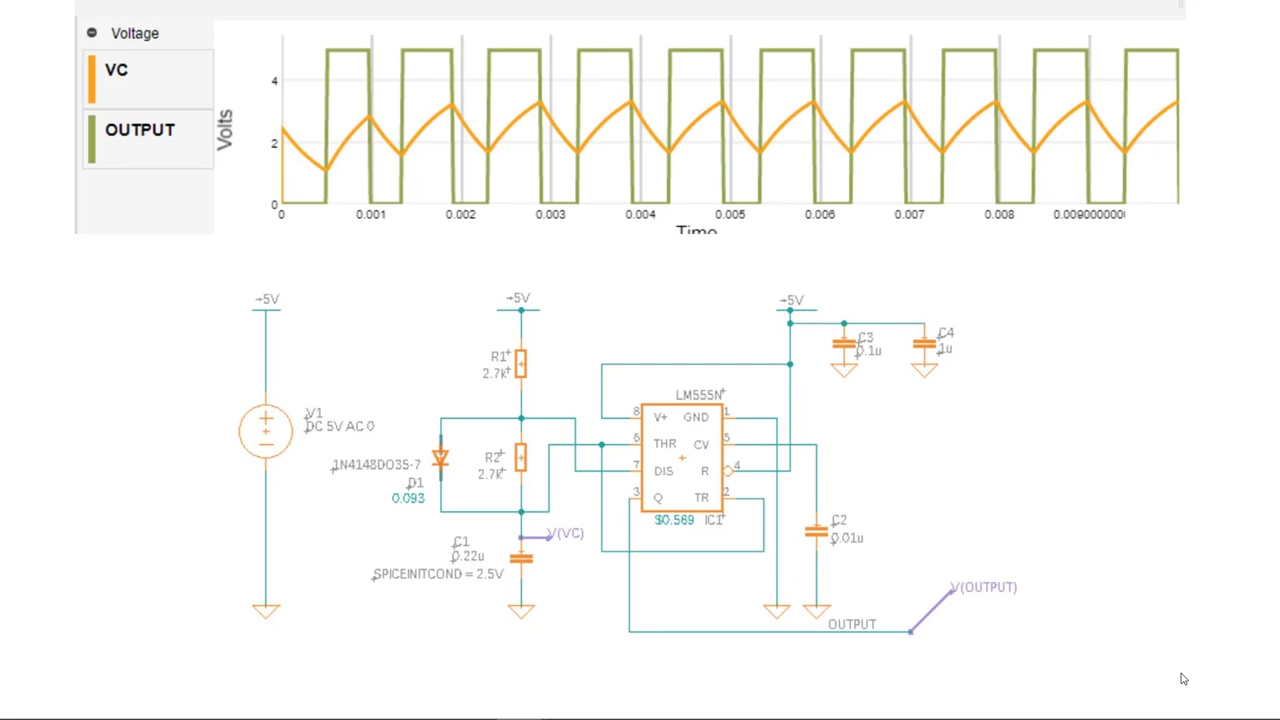 Voltage
VC
OUTPUT
Volts
4
2
0
0 0.001 0.002 0.003 0.004 0.005 0.006 0.007 0.008
Time
+5V
+5V
+5V
C3
0.1u
C4
1u
R1
2.7k
LM555N
V1
DC 5V AC 0
8 V+ GND 1
6 THR CV 5
7 DIS R 4
3 Q TR 2
R2
2.7k
1N4148DO35-7
D1
0.093
$0.569 IC1
C2
0.01u
V(VC)
C1
0.22u
SPICEINITCOND = 2.5V
V(OUTPUT)
OUTPUT